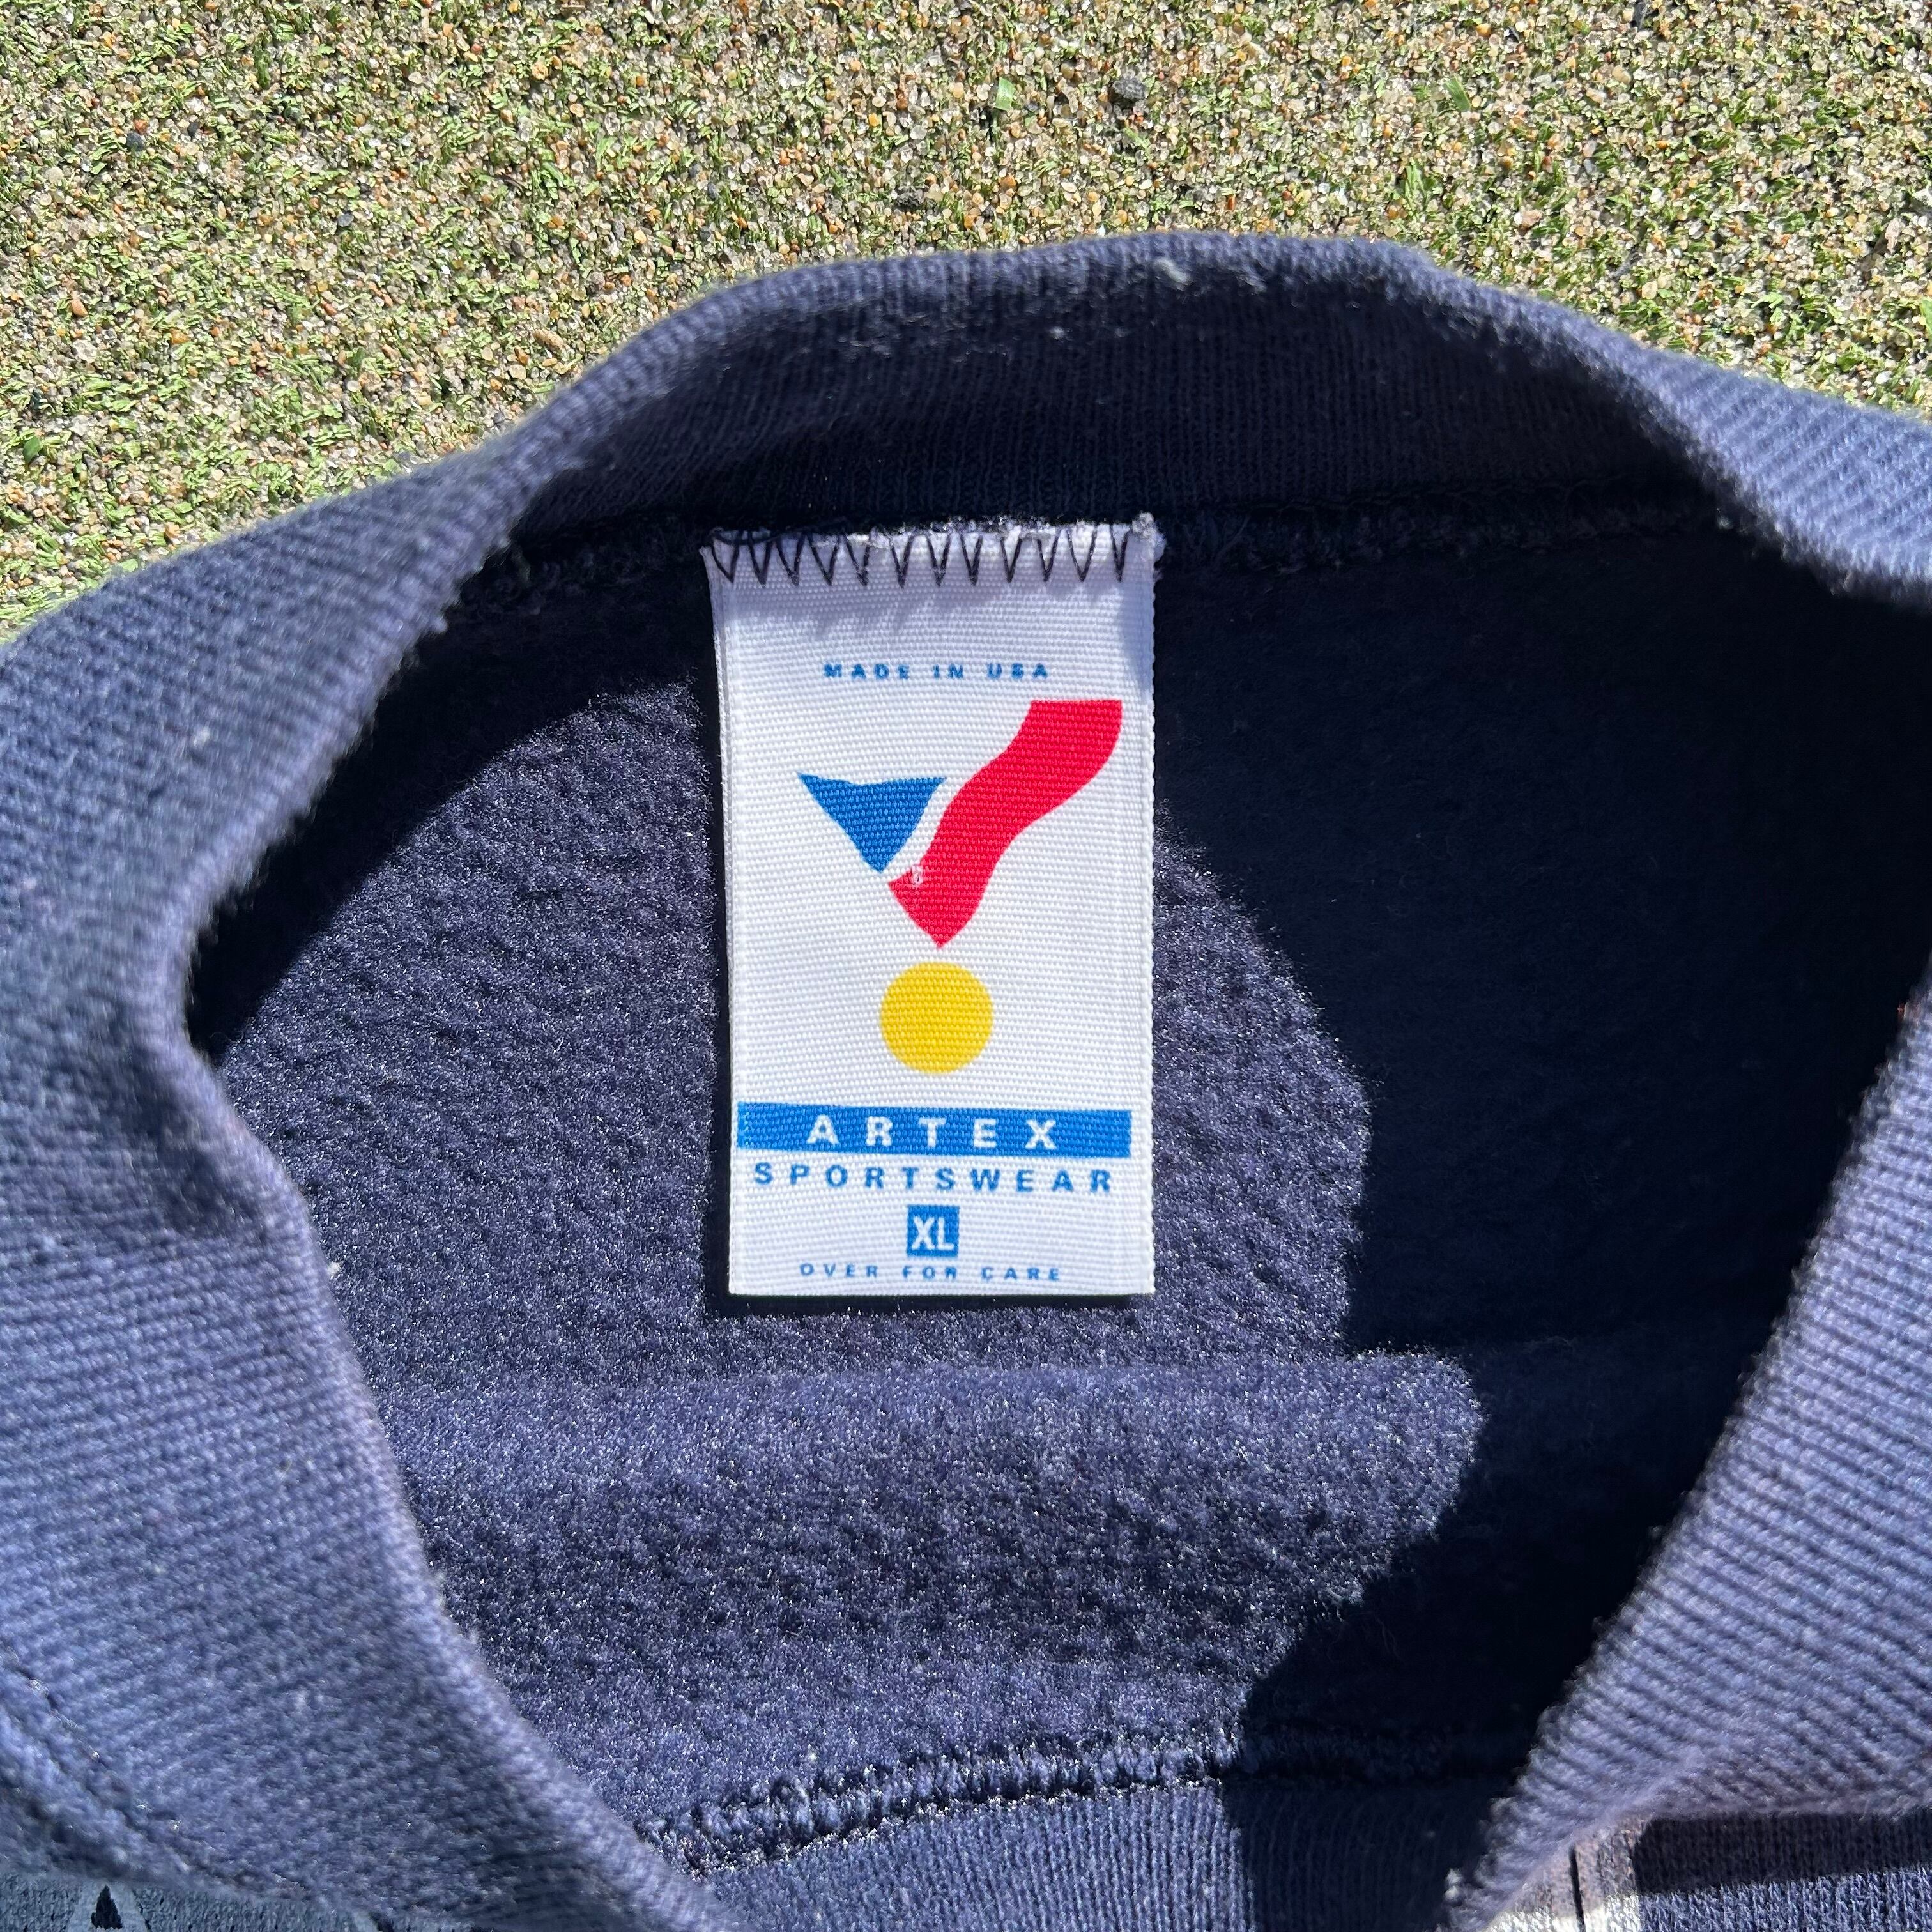 MADE IN USA
ARTEX
SPORTSWEAR
XL
OVER FOR CARE